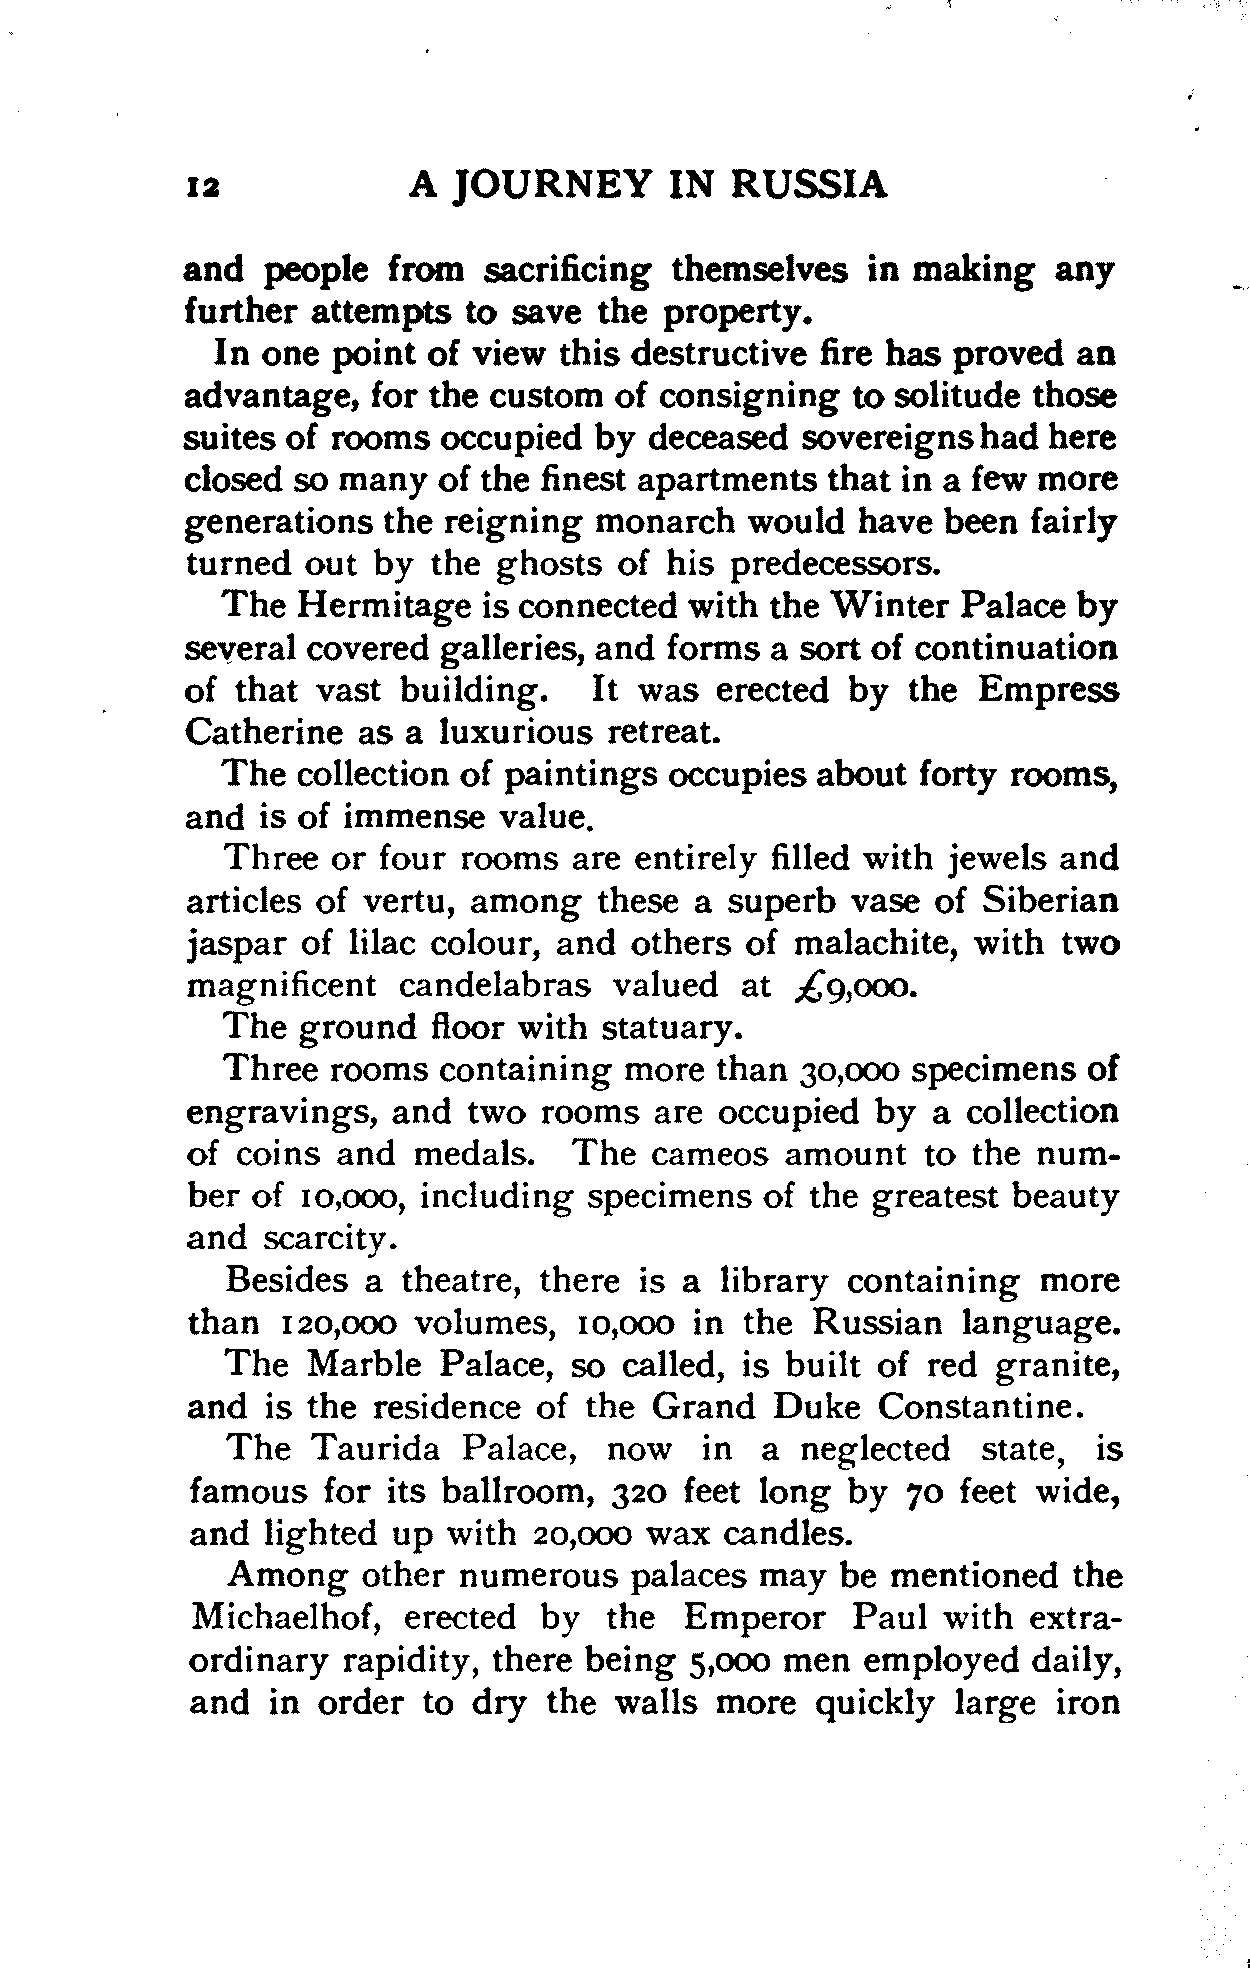 12 A JOURNEY IN RUSSIA
and people from sacrificing themselves in making any
further attempts to save the property.
In one point of view this destructive fire has proved an
advantage, for the custom of consigning to solitude those
suites of rooms occupied by deceased sovereigns had here
closed so many of the finest apartments that in a few more
generations the reigning monarch would have been fairly
turned out by the ghosts of his predecessors.
The Hermitage is connected with the Winter Palace by
several covered galleries, and forms a sort of continuation
of that vast building. It was erected by the Empress
Catherine as a luxurious retreat.
The collection of paintings occupies about forty rooms,
and is of immense value.
Three or four rooms are entirely filled with jewels and
articles of vertu, among these a superb vase of Siberian
jaspar of lilac colour, and others of malachite, with two
magnificent candelabras valued at £9,000.
The ground floor with statuary.
Three rooms containing more than 30,000 specimens of
engravings, and two rooms are occupied by a collection
of coins and medals. The cameos amount to the num-
ber of 10,000, including specimens of the greatest beauty
and scarcity.
Besides a theatre, there is a library containing more
than 120,000 volumes, 10,000 in the Russian language.
The Marble Palace, so called, is built of red granite,
and is the residence of the Grand Duke Constantine.
The Taurida Palace, now in a neglected state, is
famous for its ballroom, 320 feet long by 70 feet wide,
and lighted up with 20,000 wax candles.
Among other numerous palaces may be mentioned the
Michaelhof, erected by the Emperor Paul with extra-
ordinary rapidity, there being 5,000 men employed daily,
and in order to dry the walls more quickly large iron